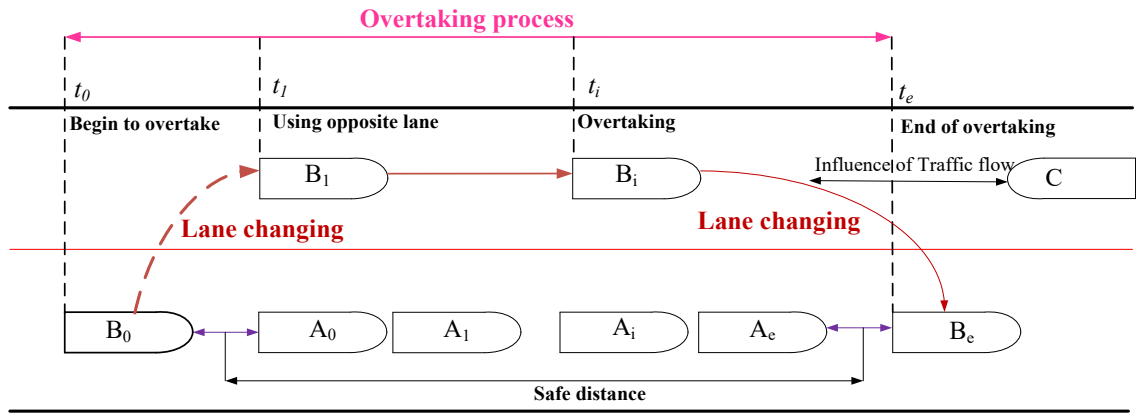 Overtaking process
t0 t1 ti te
Begin to overtake Using opposite lane Overtaking End of overtaking
Influence of Traffic flow
B1 Bi C
Lane changing Lane changing
B0 A0 A1 Ai Ae Be
Safe distance